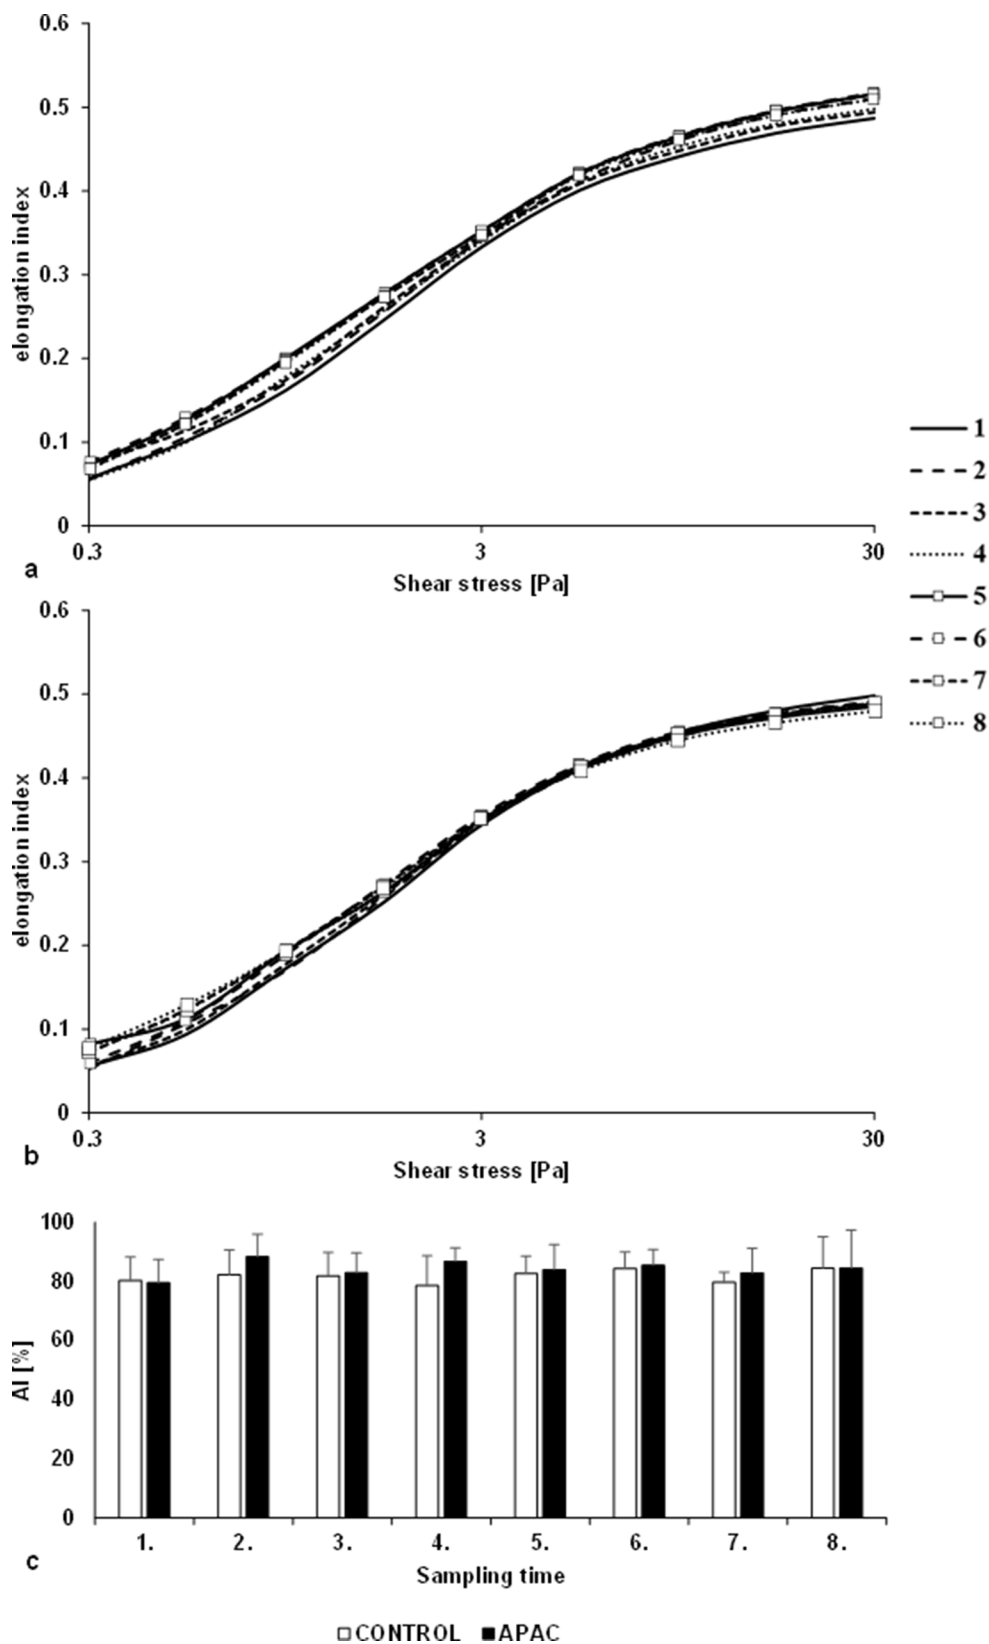 0.6
0.5
0.4
0.3
0.2
0.1
0
elongation index
0.3 3 30
Shear stress [Pa]
a
1
2
3
4
5
6
7
8
0.6
0.5
0.4
0.3
0.2
0.1
0
elongation index
0.3 3 30
Shear stress [Pa]
b
100
80
60
40
20
0
AI [%]
1. 2. 3. 4. 5. 6. 7. 8.
c
Sampling time
CONTROL APAC